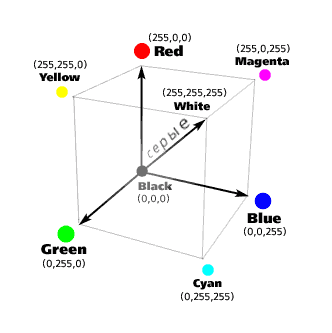 (255,0,0)
Red
(255,255,0)
Yellow
(255,0,255)
Magenta
(255,255,255)
White
серые
Black
(0,0,0)
Blue
(0,0,255)
Green
(0,255,0)
Cyan
(0,255,255)